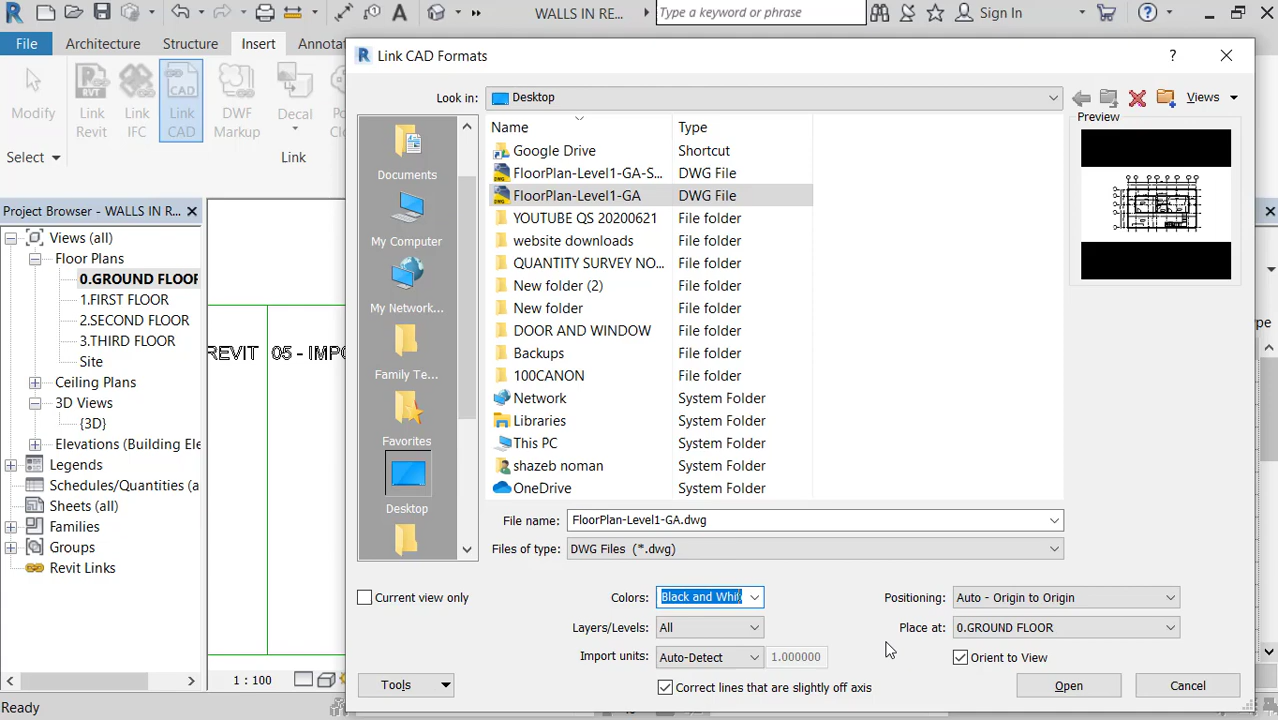 WALLS IN RE...
Type a keyword or phrase
Sign In
File
Architecture
Structure
Insert
Annotat
Modify
Link
Revit
Link
IFC
Link
CAD
DWF
Markup
Decal
Manage
Select
Link
Project Browser - WALLS IN R...
Views (all)
Floor Plans
0.GROUND FLOOR
1.FIRST FLOOR
2.SECOND FLOOR
3.THIRD FLOOR
Site
Ceiling Plans
3D Views
{3D}
Elevations (Building Ele
Legends
Schedules/Quantities (a
Sheets (all)
Families
Groups
Revit Links
REVIT
05 - IMPO
1 : 100
Ready
Link CAD Formats
Look in:
Desktop
Views
Documents
My Computer
My Network...
Family Te...
Favorites
Desktop
Name
Type
Google Drive
Shortcut
FloorPlan-Level1-GA-S...
DWG File
FloorPlan-Level1-GA
DWG File
YOUTUBE QS 20200621
File folder
website downloads
File folder
QUANTITY SURVEY NO...
File folder
New folder (2)
File folder
New folder
File folder
DOOR AND WINDOW
File folder
Backups
File folder
100CANON
File folder
Network
System Folder
Libraries
System Folder
This PC
System Folder
shazeb noman
System Folder
OneDrive
System Folder
Preview
File name:
FloorPlan-Level1-GA.dwg
Files of type:
DWG Files (*.dwg)
Current view only
Colors:
Black and Whit
Positioning:
Auto - Origin to Origin
Layers/Levels:
All
Place at:
0.GROUND FLOOR
Import units:
Auto-Detect
1.000000
Orient to View
Tools
Correct lines that are slightly off axis
Open
Cancel